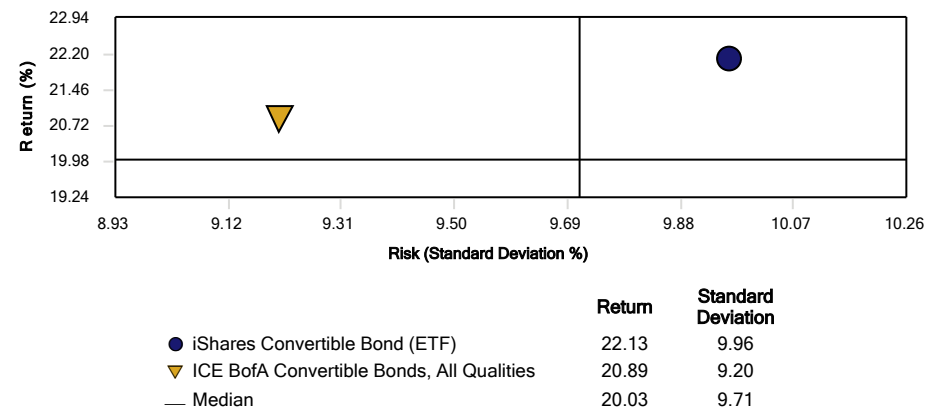 22.94
22.20
21.46
20.72
19.98
19.24
Return (%)
8.93 9.12 9.31 9.50 9.69 9.88 10.07 10.26
Risk (Standard Deviation %)
Return Standard Deviation
iShares Convertible Bond (ETF) 22.13 9.96
ICE BofA Convertible Bonds, All Qualities 20.89 9.20
Median 20.03 9.71